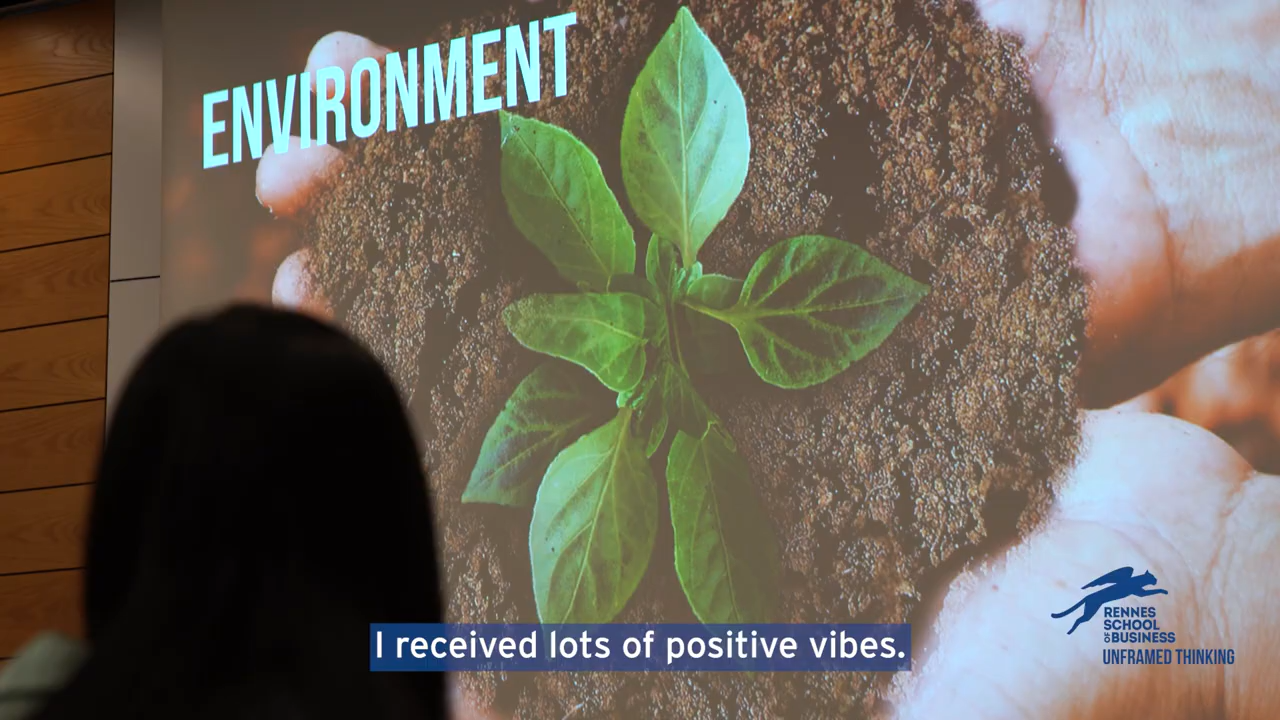 ENVIRONMENT
I received lots of positive vibes.
RENNES
SCHOOL
OF BUSINESS
UNFRAMED THINKING